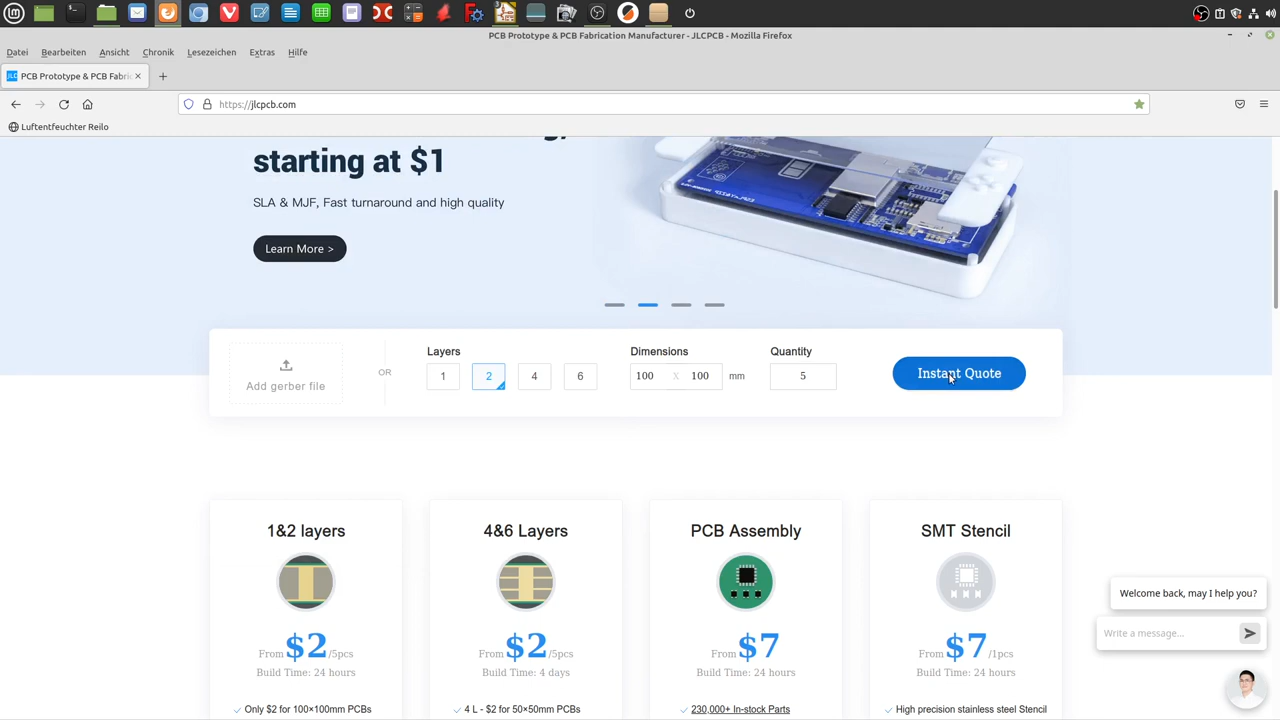 PCB Prototype & PCB Fabrication Manufacturer - JLCPCB - Mozilla Firefox
Datei Bearbeiten Ansicht Chronik Lesezeichen Extras Hilfe
JLC PCB Prototype & PCB Fabric
https://jlcpcb.com
Luftentfeuchter Reilo
starting at $1
SLA & MJF, Fast turnaround and high quality
Learn More >
Add gerber file
OR
Layers
1 2 4 6
Dimensions
100 X 100 mm
Quantity
5
Instant Quote
1&2 layers
From $2 /5pcs
Build Time: 24 hours
Only $2 for 100×100mm PCBs
4&6 Layers
From $2 /5pcs
Build Time: 4 days
4 L - $2 for 50×50mm PCBs
PCB Assembly
From $7
Build Time: 24 hours
230,000+ In-stock Parts
SMT Stencil
From $7 /1pcs
Build Time: 24 hours
High precision stainless steel Stencil
Welcome back, may I help you?
Write a message...